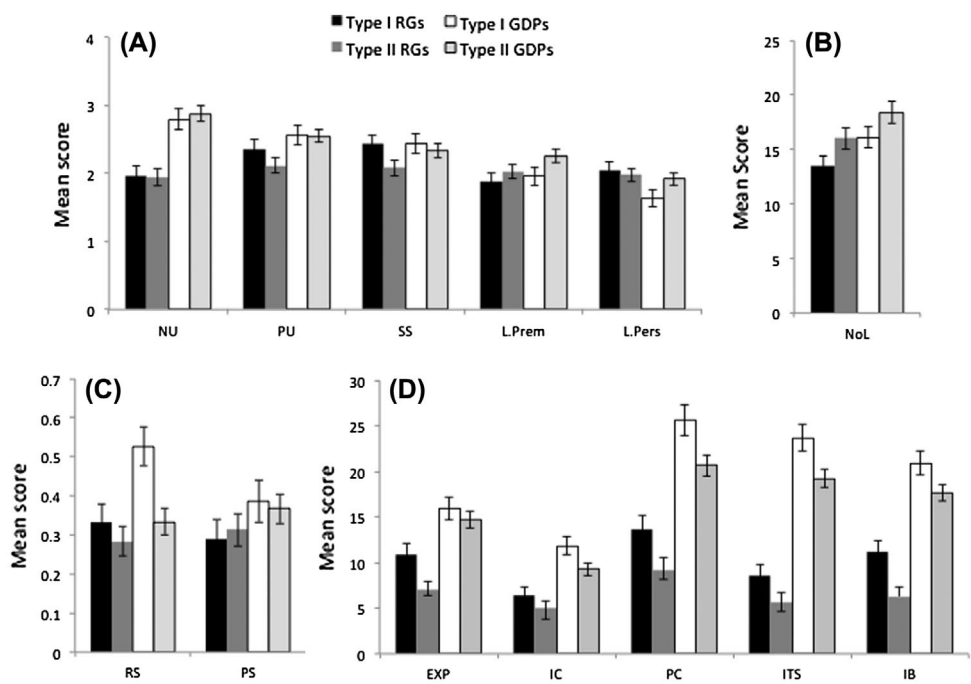 Type I RGs Type I GDPs
Type II RGs Type II GDPs
(A)
4
3
2
1
0
Mean score
NU PU SS L.Prem L.Pers
(B)
25
20
15
10
5
0
Mean Score
NoL
(C)
0.7
0.6
0.5
0.4
0.3
0.2
0.1
0
Mean score
RS PS
(D)
30
25
20
15
10
5
0
Mean score
EXP IC PC ITS IB